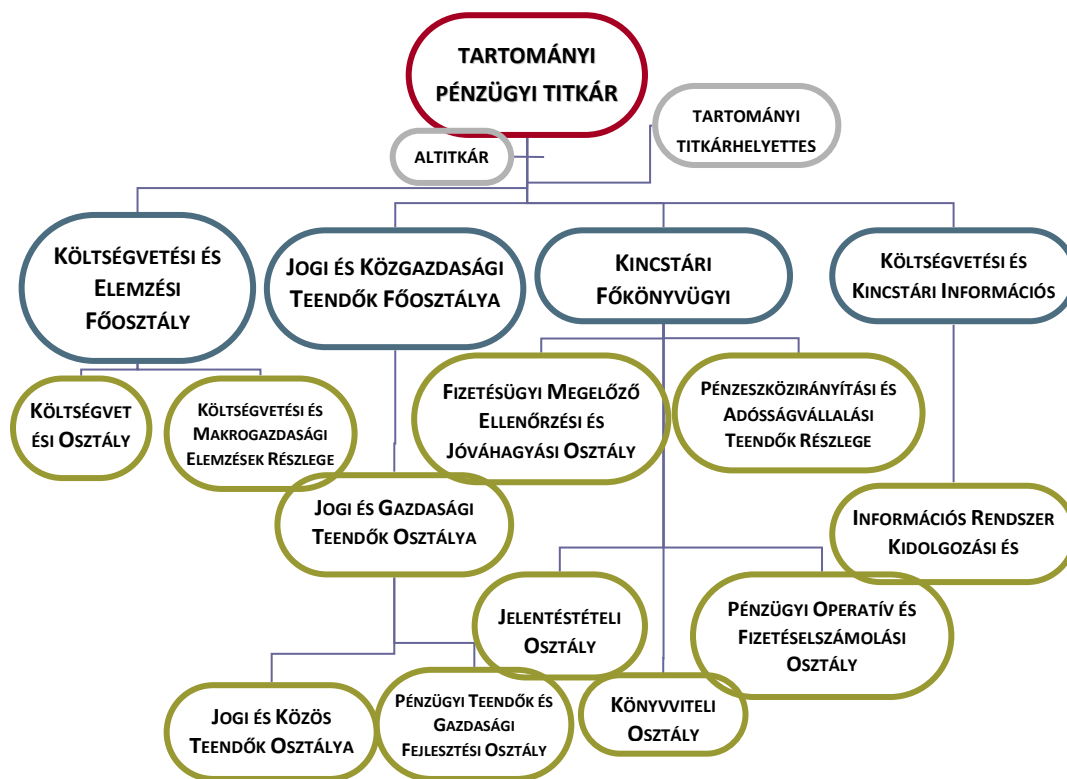 TARTOMÁNYI
PÉNZÜGYI TITKÁR
TARTOMÁNYI
TITKÁRHELYETTES
ALTITKÁR
KÖLTSÉGVETÉSI ÉS
ELEMZÉSI
FŐOSZTÁLY
JOGI ÉS KÖZGAZDASÁGI
TEENDŐK FŐOSZTÁLYA
KINCSTÁRI
FŐKÖNYVÜGYI
KÖLTSÉGVETÉSI ÉS
KINCSTÁRI INFORMÁCIÓS
KÖLTSÉGVET
ÉSI OSZTÁLY
KÖLTSÉGVETÉSI ÉS
MAKROGAZDASÁGI
ELEMZÉSEK RÉSZLEGE
FIZETÉSÜGYI MEGELŐZŐ
ELLENŐRZÉSI ÉS
JÓVÁHAGYÁSI OSZTÁLY
PÉNZESZKÖZIRÁNYÍTÁSI ÉS
ADÓSSÁGVÁLLALÁSI
TEENDŐK RÉSZLEGE
JOGI ÉS GAZDASÁGI
TEENDŐK OSZTÁLYA
INFORMÁCIÓS RENDSZER
KIDOLGOZÁSI ÉS
JELENTÉSTÉTELI
OSZTÁLY
PÉNZÜGYI OPERATÍV ÉS
FIZETÉSELSZÁMOLÁSI
OSZTÁLY
JOGI ÉS KÖZÖS
TEENDŐK OSZTÁLYA
PÉNZÜGYI TEENDŐK ÉS
GAZDASÁGI
FEJLESZTÉSI OSZTÁLY
KÖNYVVITELI
OSZTÁLY